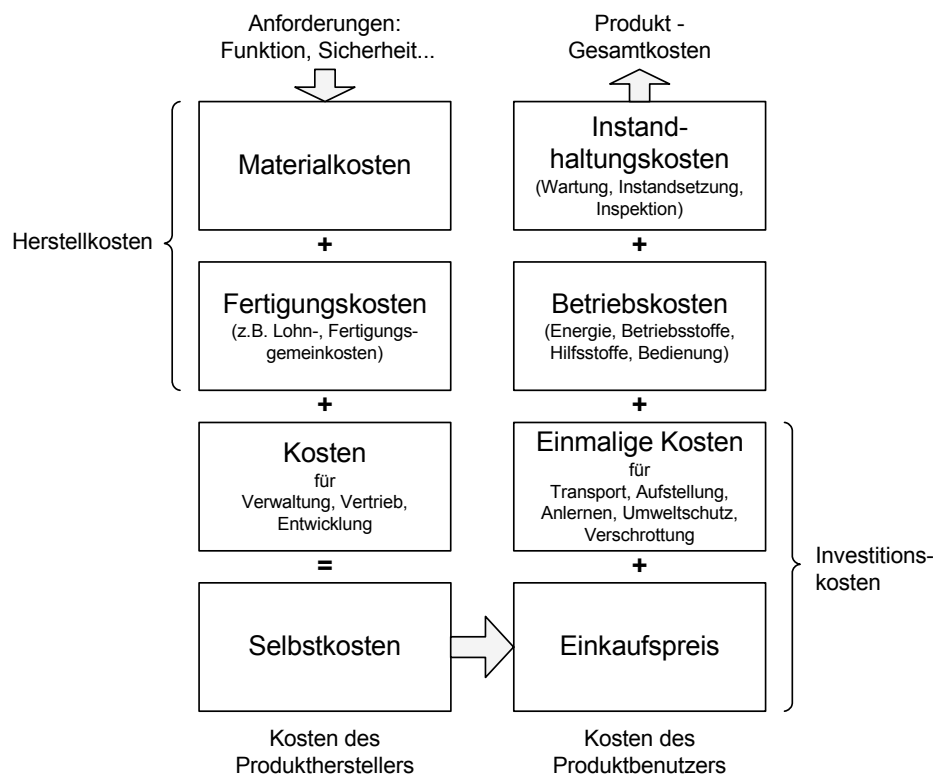 Anforderungen:
Funktion, Sicherheit...
Produkt -
Gesamtkosten
Herstellkosten
Materialkosten
+
Fertigungskosten
(z.B. Lohn-, Fertigungs-
gemeinkosten)
+
Kosten
für
Verwaltung, Vertrieb,
Entwicklung
=
Selbstkosten
Kosten des
Produktherstellers
Instand-
haltungskosten
(Wartung, Instandsetzung,
Inspektion)
+
Betriebskosten
(Energie, Betriebsstoffe,
Hilfsstoffe, Bedienung)
+
Einmalige Kosten
für
Transport, Aufstellung,
Anlernen, Umweltschutz,
Verschrottung
+
Einkaufspreis
Kosten des
Produktbenutzers
Investitions-
kosten